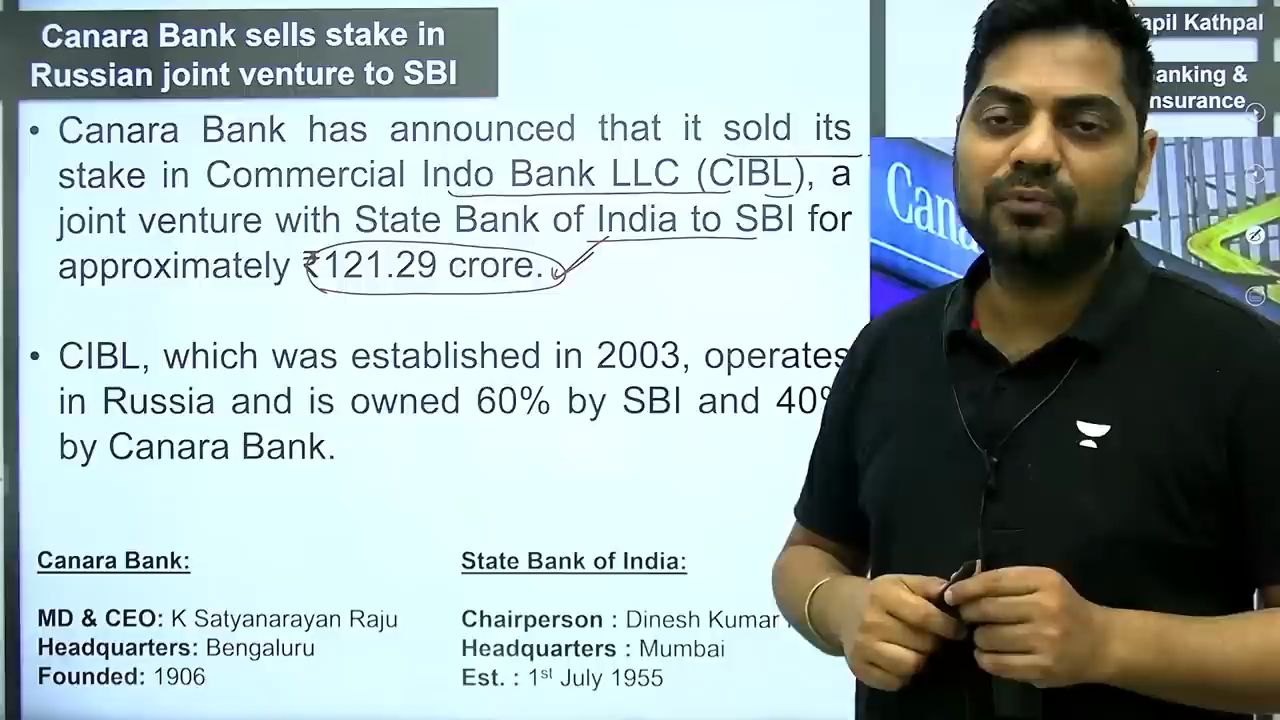 Canara Bank sells stake in
Russian joint venture to SBI
apil Kathpal
anking &
nsurance
• Canara Bank has announced that it sold its
stake in Commercial Indo Bank LLC (CIBL), a
joint venture with State Bank of India to SBI for
approximately ₹121.29 crore.
Can
• CIBL, which was established in 2003, operates
in Russia and is owned 60% by SBI and 40%
by Canara Bank.
Canara Bank:
MD & CEO: K Satyanarayan Raju
Headquarters: Bengaluru
Founded: 1906
State Bank of India:
Chairperson : Dinesh Kumar
Headquarters : Mumbai
Est. : 1st July 1955